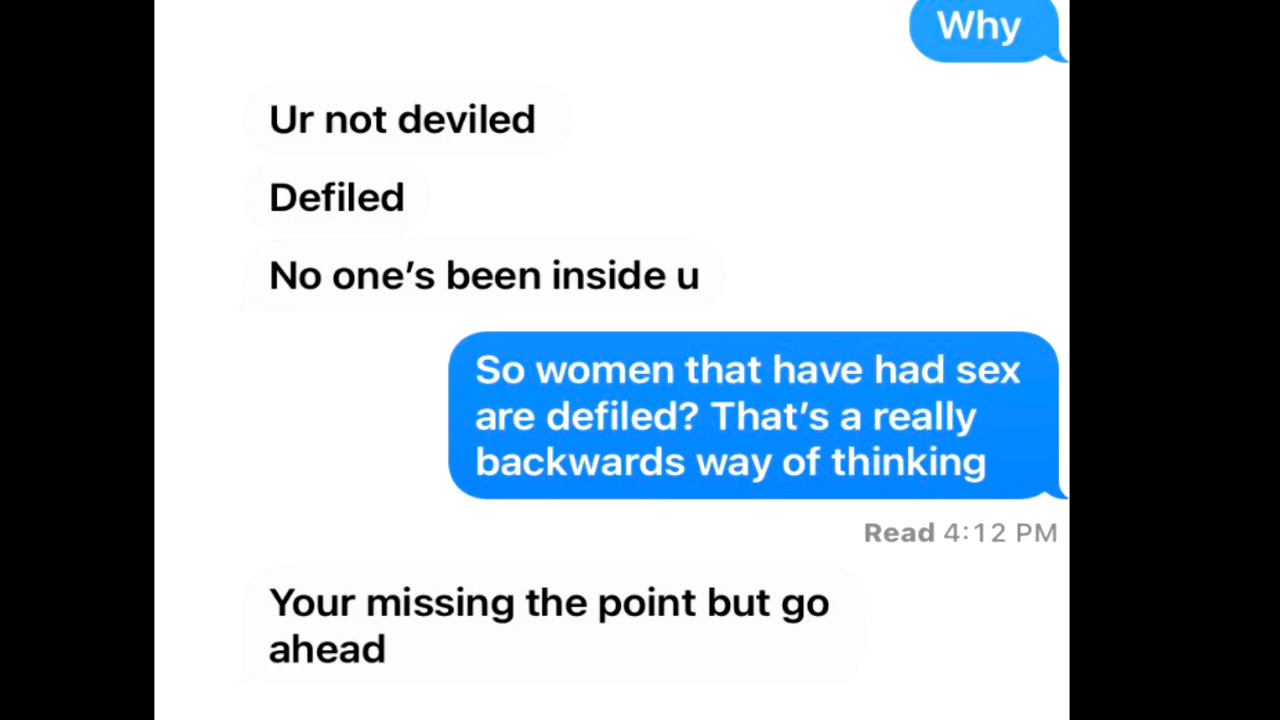 Why
Ur not deviled
Defiled
No one’s been inside u
So women that have had sex
are defiled? That’s a really
backwards way of thinking
Read 4:12 PM
Your missing the point but go
ahead